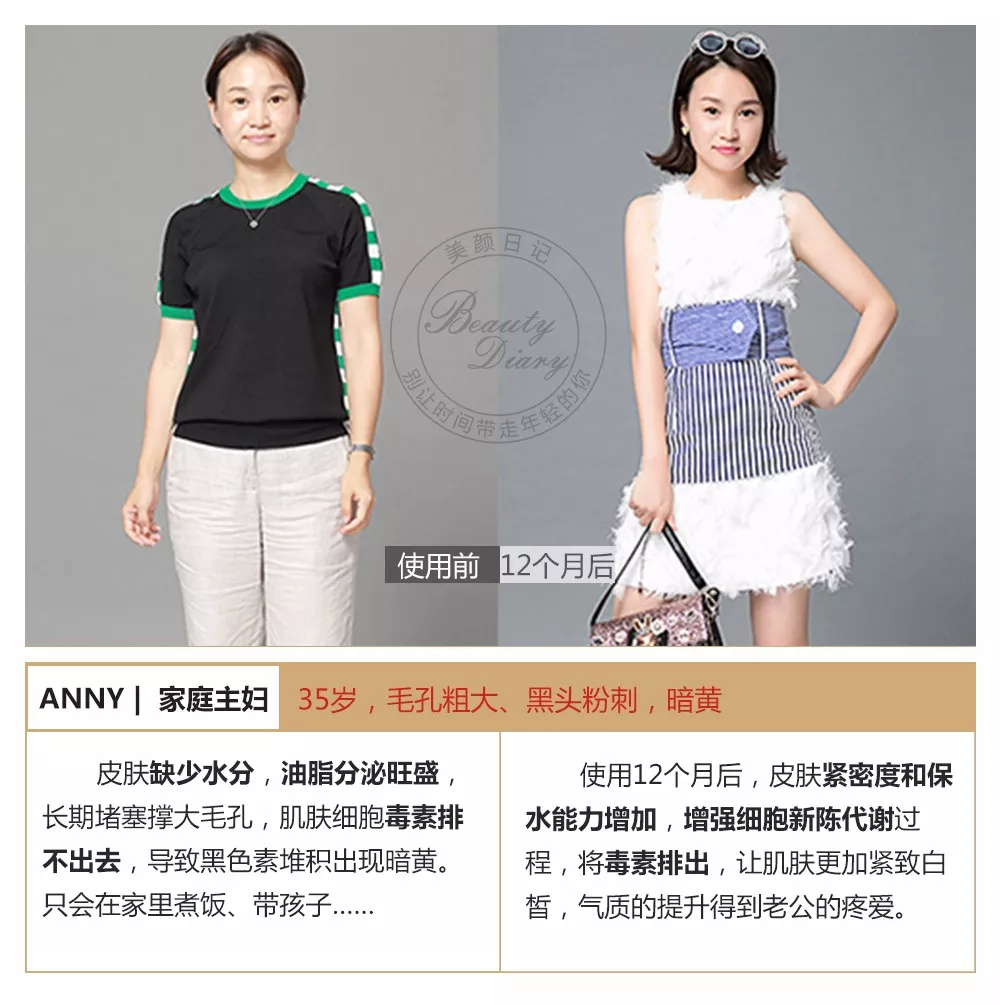 美颜日记
Beauty
Diary
别让时间带走年轻的你
使用前 12个月后
ANNY | 家庭主妇 35岁，毛孔粗大、黑头粉刺，暗黄
皮肤缺少水分，油脂分泌旺盛，
长期堵塞撑大毛孔，肌肤细胞毒素排
不出去，导致黑色素堆积出现暗黄。
只会在家里煮饭、带孩子......
使用12个月后，皮肤紧密度和保
水能力增加，增强细胞新陈代谢过
程，将毒素排出，让肌肤更加紧致白
皙，气质的提升得到老公的疼爱。